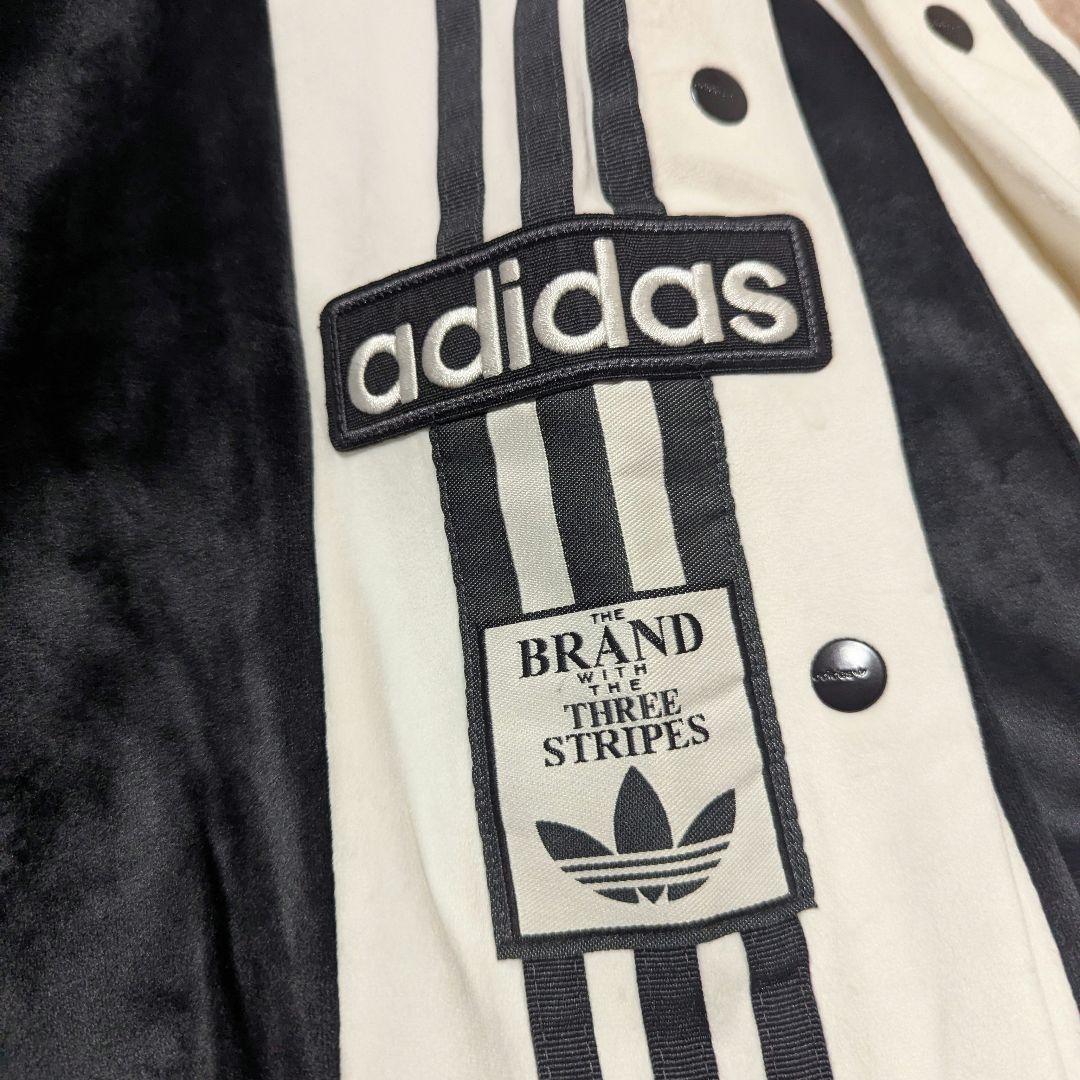 adidas
THE
BRAND
WITH
THE
THREE
STRIPES